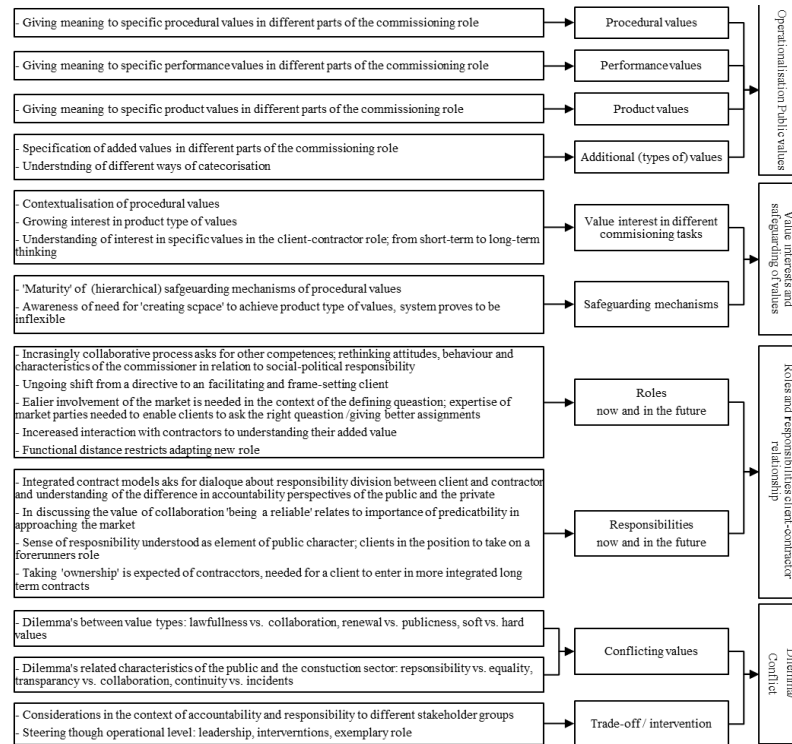 - Giving meaning to specific procedural values in different parts of the commissioning role
Procedural values
- Giving meaning to specific performance values in different parts of the commissioning role
Performance values
- Giving meaning to specific product values in different parts of the commissioning role
Product values
- Specification of added values in different parts of the commissioning role
- Understnding of different ways of catecorisation
Additional (types of) values
Operationalisation Public values
- Contextualisation of procedural values
- Growing interest in product type of values
- Understanding of interest in specific values in the client-contractor role; from short-term to long-term
thinking
Value interest in different
commisioning tasks
- 'Maturity' of (hierarchical) safgeguarding mechanisms of procedural values
- Awareness of need for 'creating scpace' to achieve product type of values, system proves to be
inflexible
Safeguarding mechanisms
Value interests and
safeguarding of values
- Incrasingly collaborative process asks for other competences; rethinking attitudes, behaviour and
characteristics of the commissioner in relation to social-political responsibility
- Ungoing shift from a directive to an facilitating and frame-setting client
- Ealier involvement of the market is needed in the context of the defining queastion; expertise of
market parties needed to enable clients to ask the right queastion /giving better assignments
- Incereased interaction with contractors to understanding their added value
- Functional distance restricts adapting new role
Roles
now and in the future
- Integrated contract models aks for dialogue about responsibility division between client and contractor
and understanding of the difference in accountability perspectives of the public and the private
- In discussing the value of collaboration 'being a reliable' relates to importance of predicatbility in
approaching the market
- Sense of resposnibility understood as element of public character; clients in the position to take on a
forerunners role
- Taking 'ownership' is expected of contracctors, needed for a client to enter in more integrated long
term contracts
Responsibilities
now and in the future
Roles and responsibilities client-contractor
relationship
- Dilemma's between value types: lawfullness vs. collaboration, renewal vs. publicness, soft vs. hard
values
- Dilemma's related characteristics of the public and the constuction sector: repsonsibility vs. equality,
transparancy vs. collaboration, continuity vs. incidents
Conflicting values
- Considerations in the context of accountability and responsibility to different stakeholder groups
- Steering though operational level: leadership, interverntions, exemplary role
Trade-off / intervention
Conflict